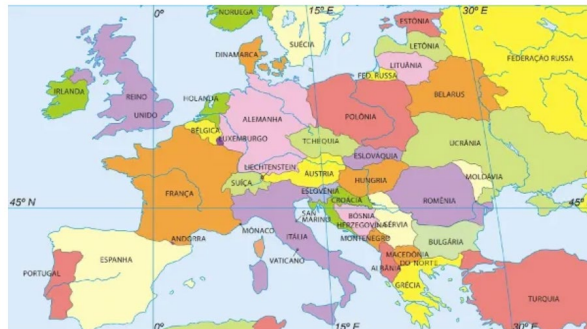 0°
15° E
30° E
NORUEGA
SUÉCIA
ESTÔNIA
LETÔNIA
FEDERAÇÃO RUSSA
DINAMARCA
LITUÂNIA
FED. RUSSA
IRLANDA
REINO
UNIDO
HOLANDA
BELARUS
ALEMANHA
POLÔNIA
BÉLGICA
LUXEMBURGO
TCHÉQUIA
UCRÂNIA
ESLOVÁQUIA
LIECHTENSTEIN
ÁUSTRIA
MOLDÁVIA
SUÍÇA
HUNGRIA
FRANÇA
ESLOVÊNIA
ROMÊNIA
CROÁCIA
45° N
45°
SAN
MARINO
BÓSNIA
HERZEGOVINA
SÉRVIA
MÔNACO
ITÁLIA
MONTENEGRO
BULGÁRIA
ANDORRA
MACEDÔNIA
DO NORTE
ESPANHA
VATICANO
ALBÂNIA
PORTUGAL
GRÉCIA
TURQUIA
0°
15° E
30° E